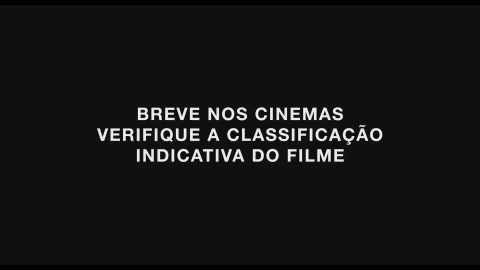 BREVE NOS CINEMAS
VERIFIQUE A CLASSIFICAÇÃO
INDICATIVA DO FILME